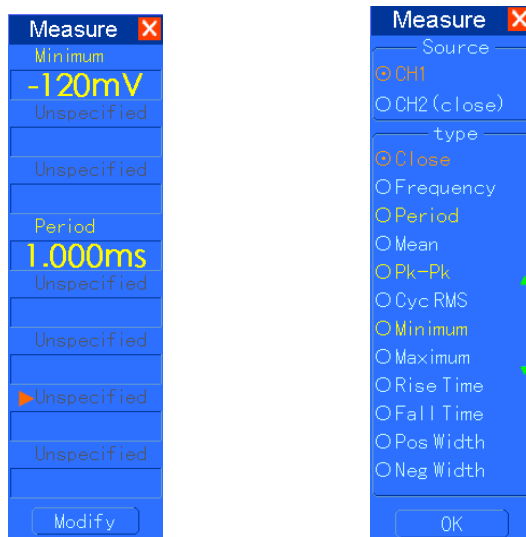 Measure
Minimum
-120mV
Unspecified
Unspecified
Period
1.000ms
Unspecified
Unspecified
Unspecified
Unspecified
Modify
Measure
Source
CH1
CH2(close)
type
Close
Frequency
Period
Mean
Pk-Pk
Cyc RMS
Minimum
Maximum
Rise Time
Fall Time
Pos Width
Neg Width
OK